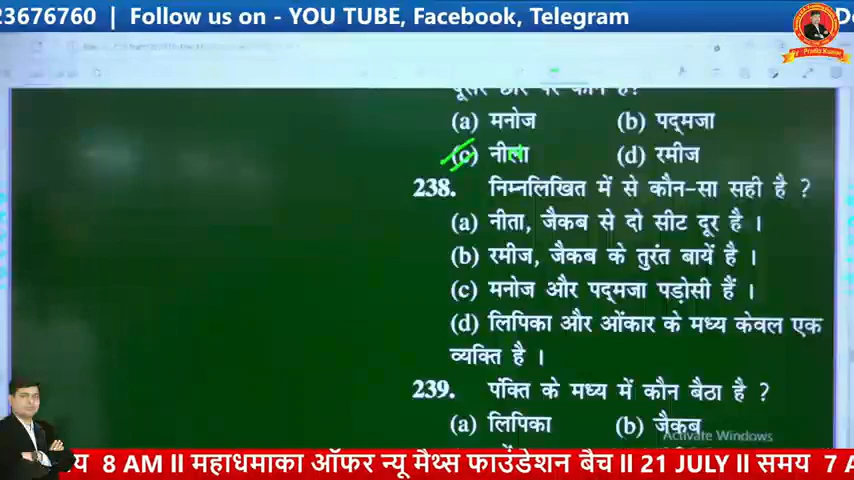 23676760 | Follow us on - YOU TUBE, Facebook, Telegram
दूसरे छोर पर कौन है?
(a) मनोज (b) पद्मजा
(c) नीता (d) रमीज
238. निम्नलिखित में से कौन-सा सही है ?
(a) नीता, जैकब से दो सीट दूर है ।
(b) रमीज, जैकब के तुरंत बायें है ।
(c) मनोज और पद्मजा पड़ोसी हैं ।
(d) लिपिका और ओंकार के मध्य केवल एक
व्यक्ति है ।
239. पंक्ति के मध्य में कौन बैठा है ?
(a) लिपिका (b) जैकब
Activate Windows
य 8 AM II महाधमाका ऑफर न्यू मैथ्स फाउंडेशन बैच II 21 JULY II समय 7 A